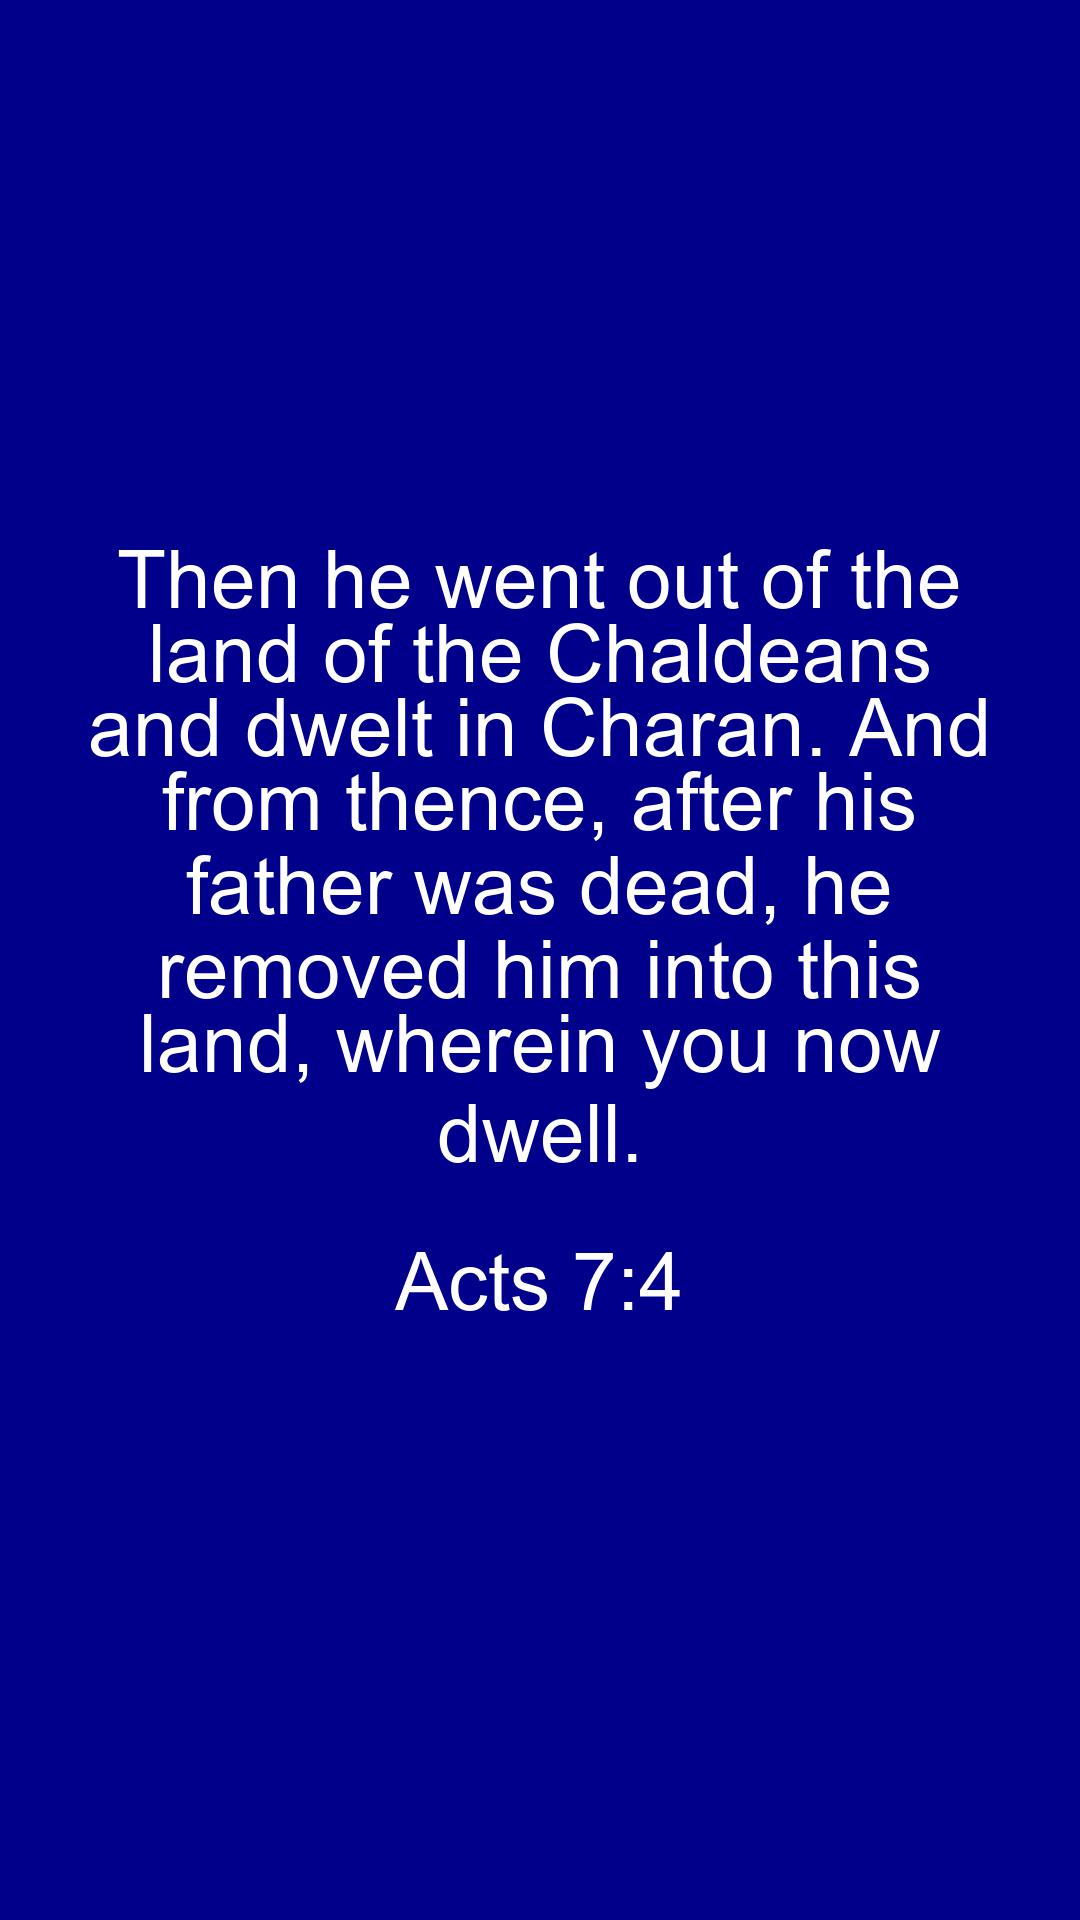 Then he went out of the
land of the Chaldeans
and dwelt in Charan. And
from thence, after his
father was dead, he
removed him into this
land, wherein you now
dwell.
Acts 7:4